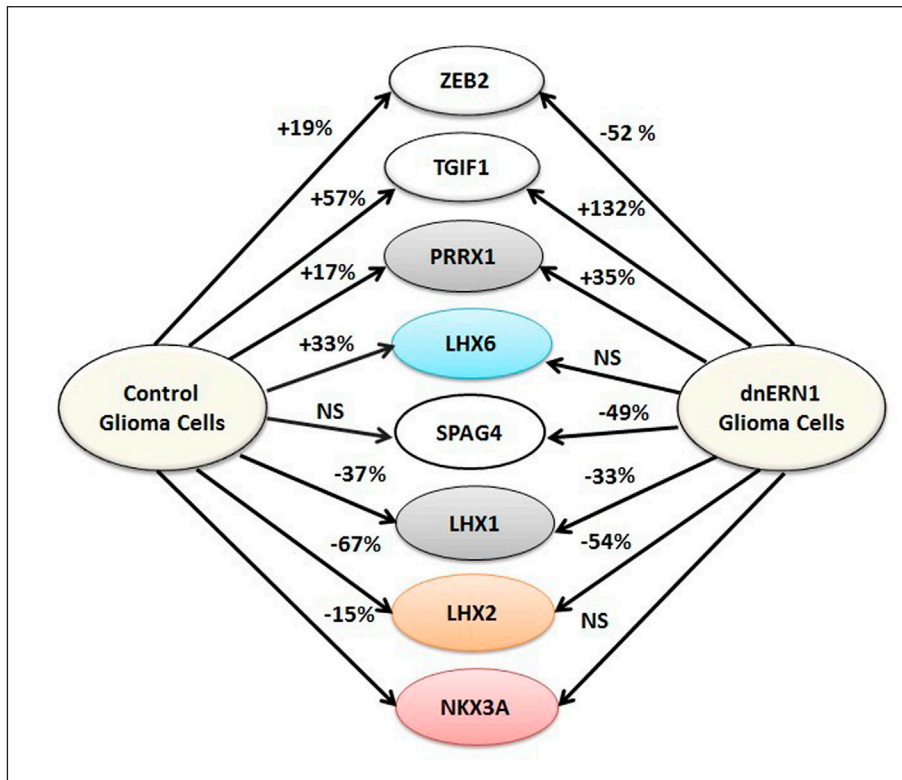 ZEB2
+19%
-52 %
TGIF1
+57%
+132%
PRRX1
+17%
+35%
LHX6
+33%
NS
Control
Glioma Cells
dnERN1
Glioma Cells
NS
SPAG4
-49%
-37%
-33%
LHX1
-67%
-54%
LHX2
-15%
NS
NKX3A